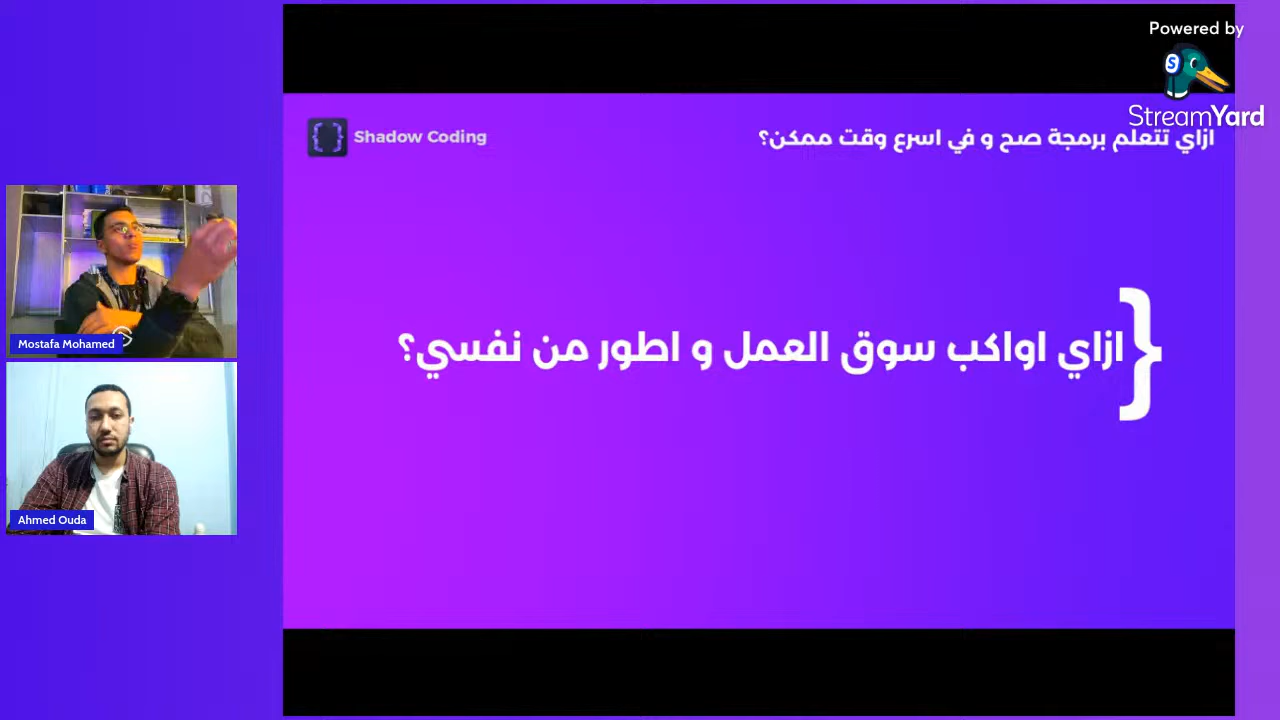 Powered by
StreamYard
Shadow Coding
ازاي تتعلم برمجة صح و في اسرع وقت ممكن؟
ازاي اواكب سوق العمل و اطور من نفسي؟
Mostafa Mohamed
Ahmed Ouda